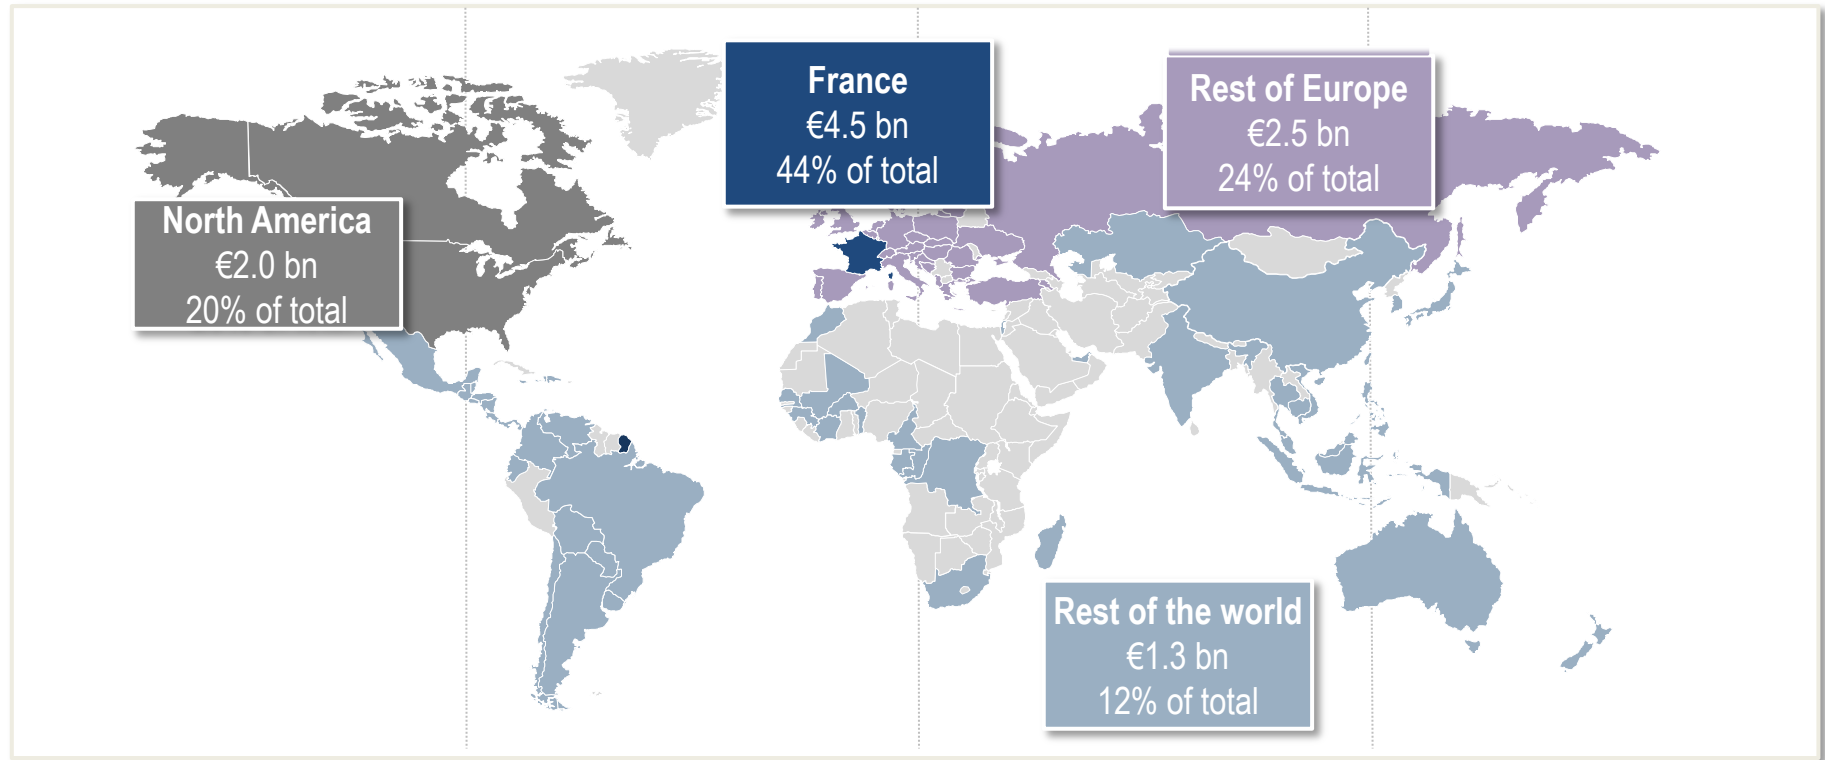 France
€4.5 bn
44% of total
Rest of Europe
€2.5 bn
24% of total
North America
€2.0 bn
20% of total
Rest of the world
€1.3 bn
12% of total